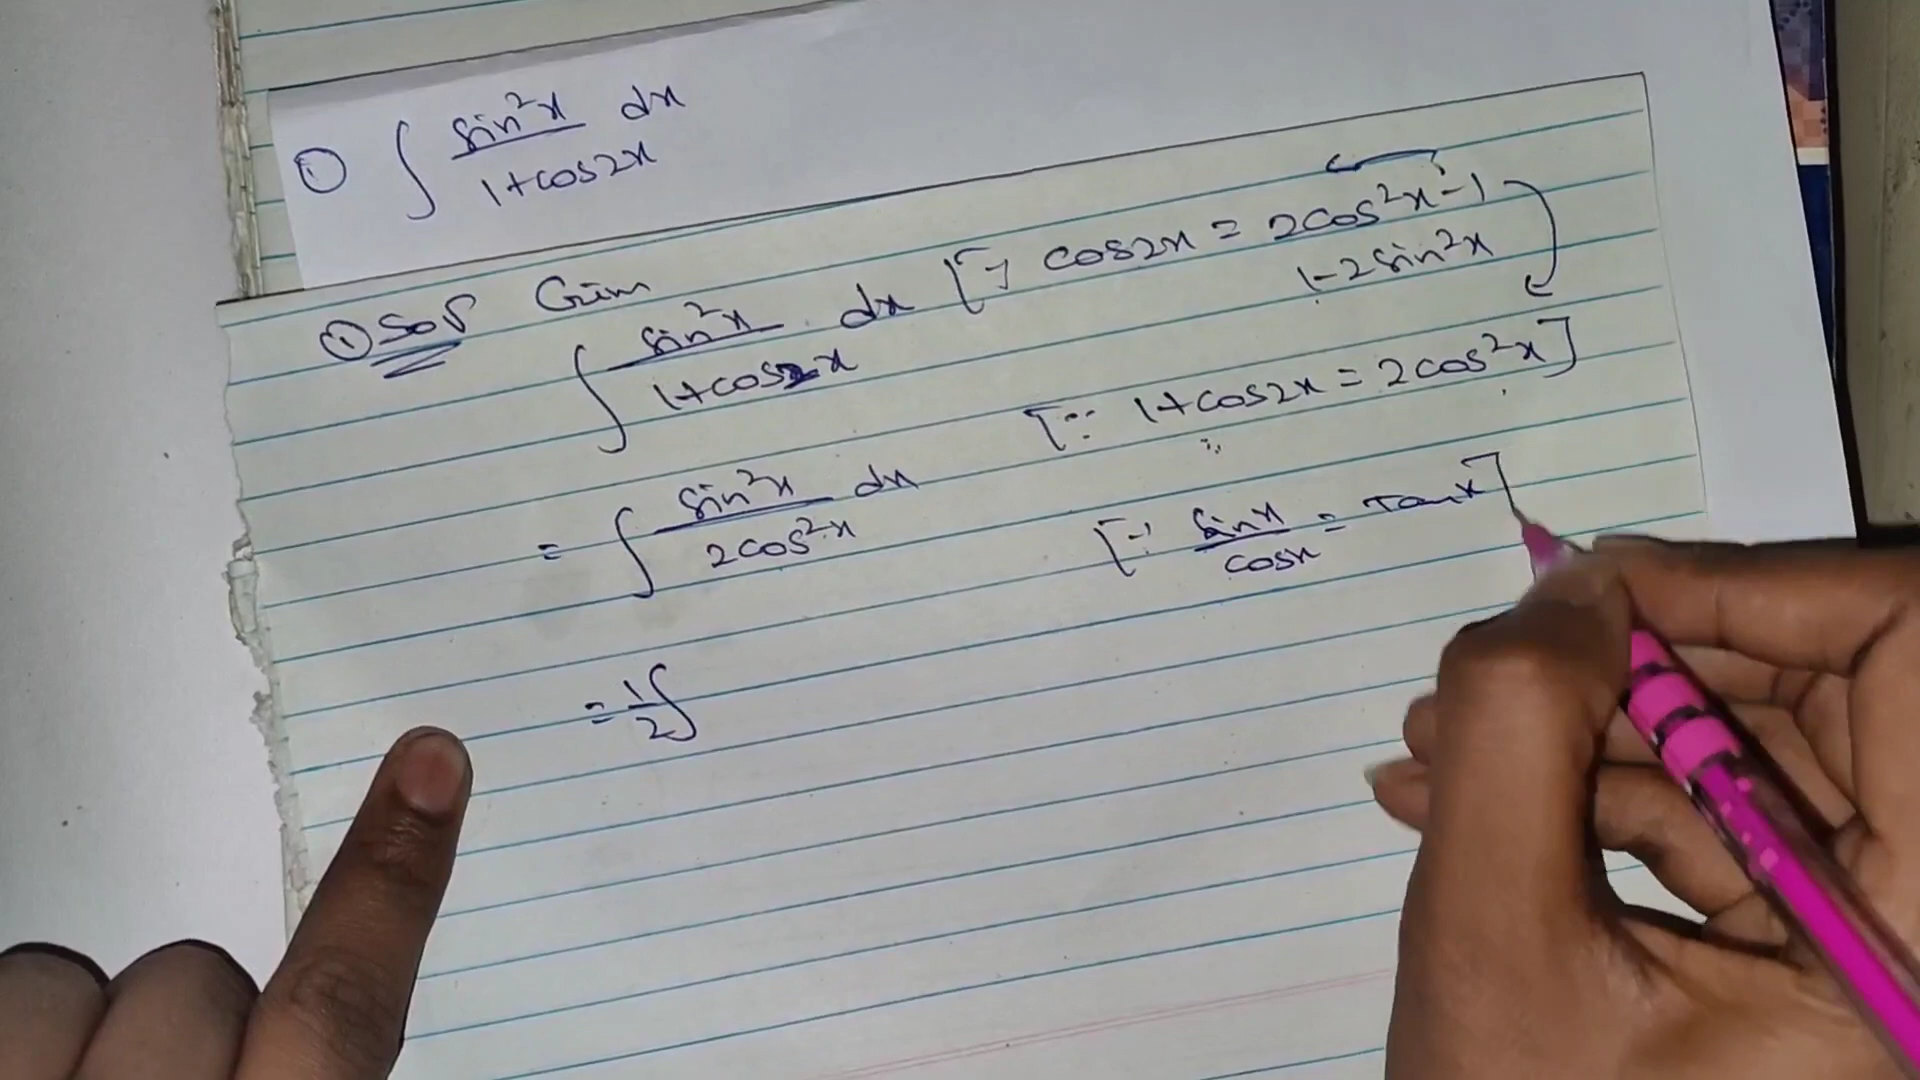 ① ∫ sin²x / 1+cos2x dx
① Sol Given
∫ sin²x / 1+cos2x dx [∵ cos2x = 2cos²x-1
1-2sin²x
[∵ 1+cos2x = 2cos²x]
= ∫ sin²x / 2cos²x dx
[∵ sinx / cosx = Tanx]
= 1/2 ∫